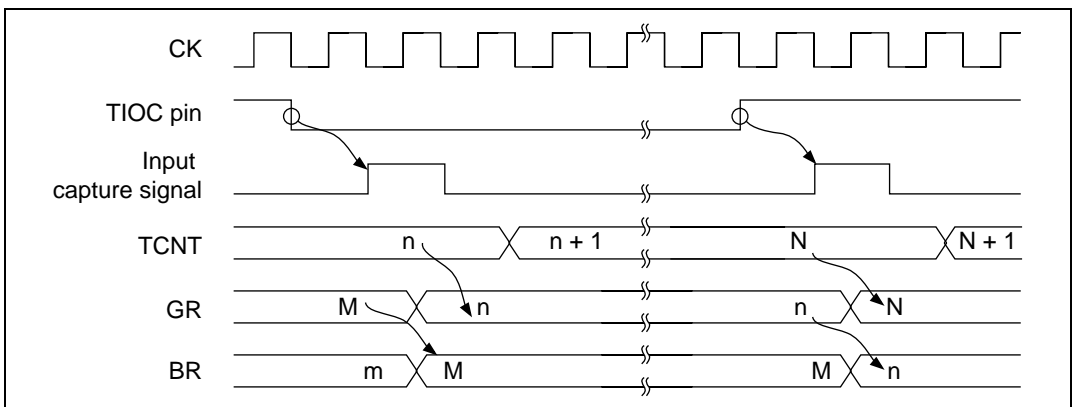 CK
TIOC pin
Input
capture signal
TCNT n n + 1 N N + 1
GR M n n N
BR m M M n